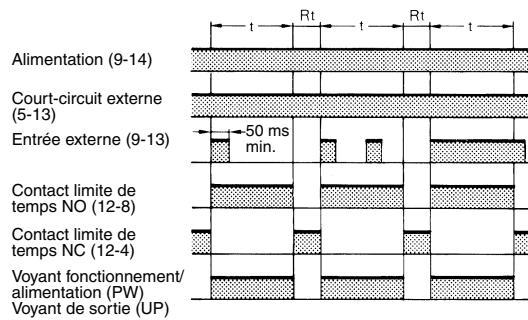 t Rt t Rt t
Alimentation (9-14)
Court-circuit externe
(5-13)
Entrée externe (9-13)
50 ms
min.
Contact limite de
temps NO (12-8)
Contact limite de
temps NC (12-4)
Voyant fonctionnement/
alimentation (PW)
Voyant de sortie (UP)